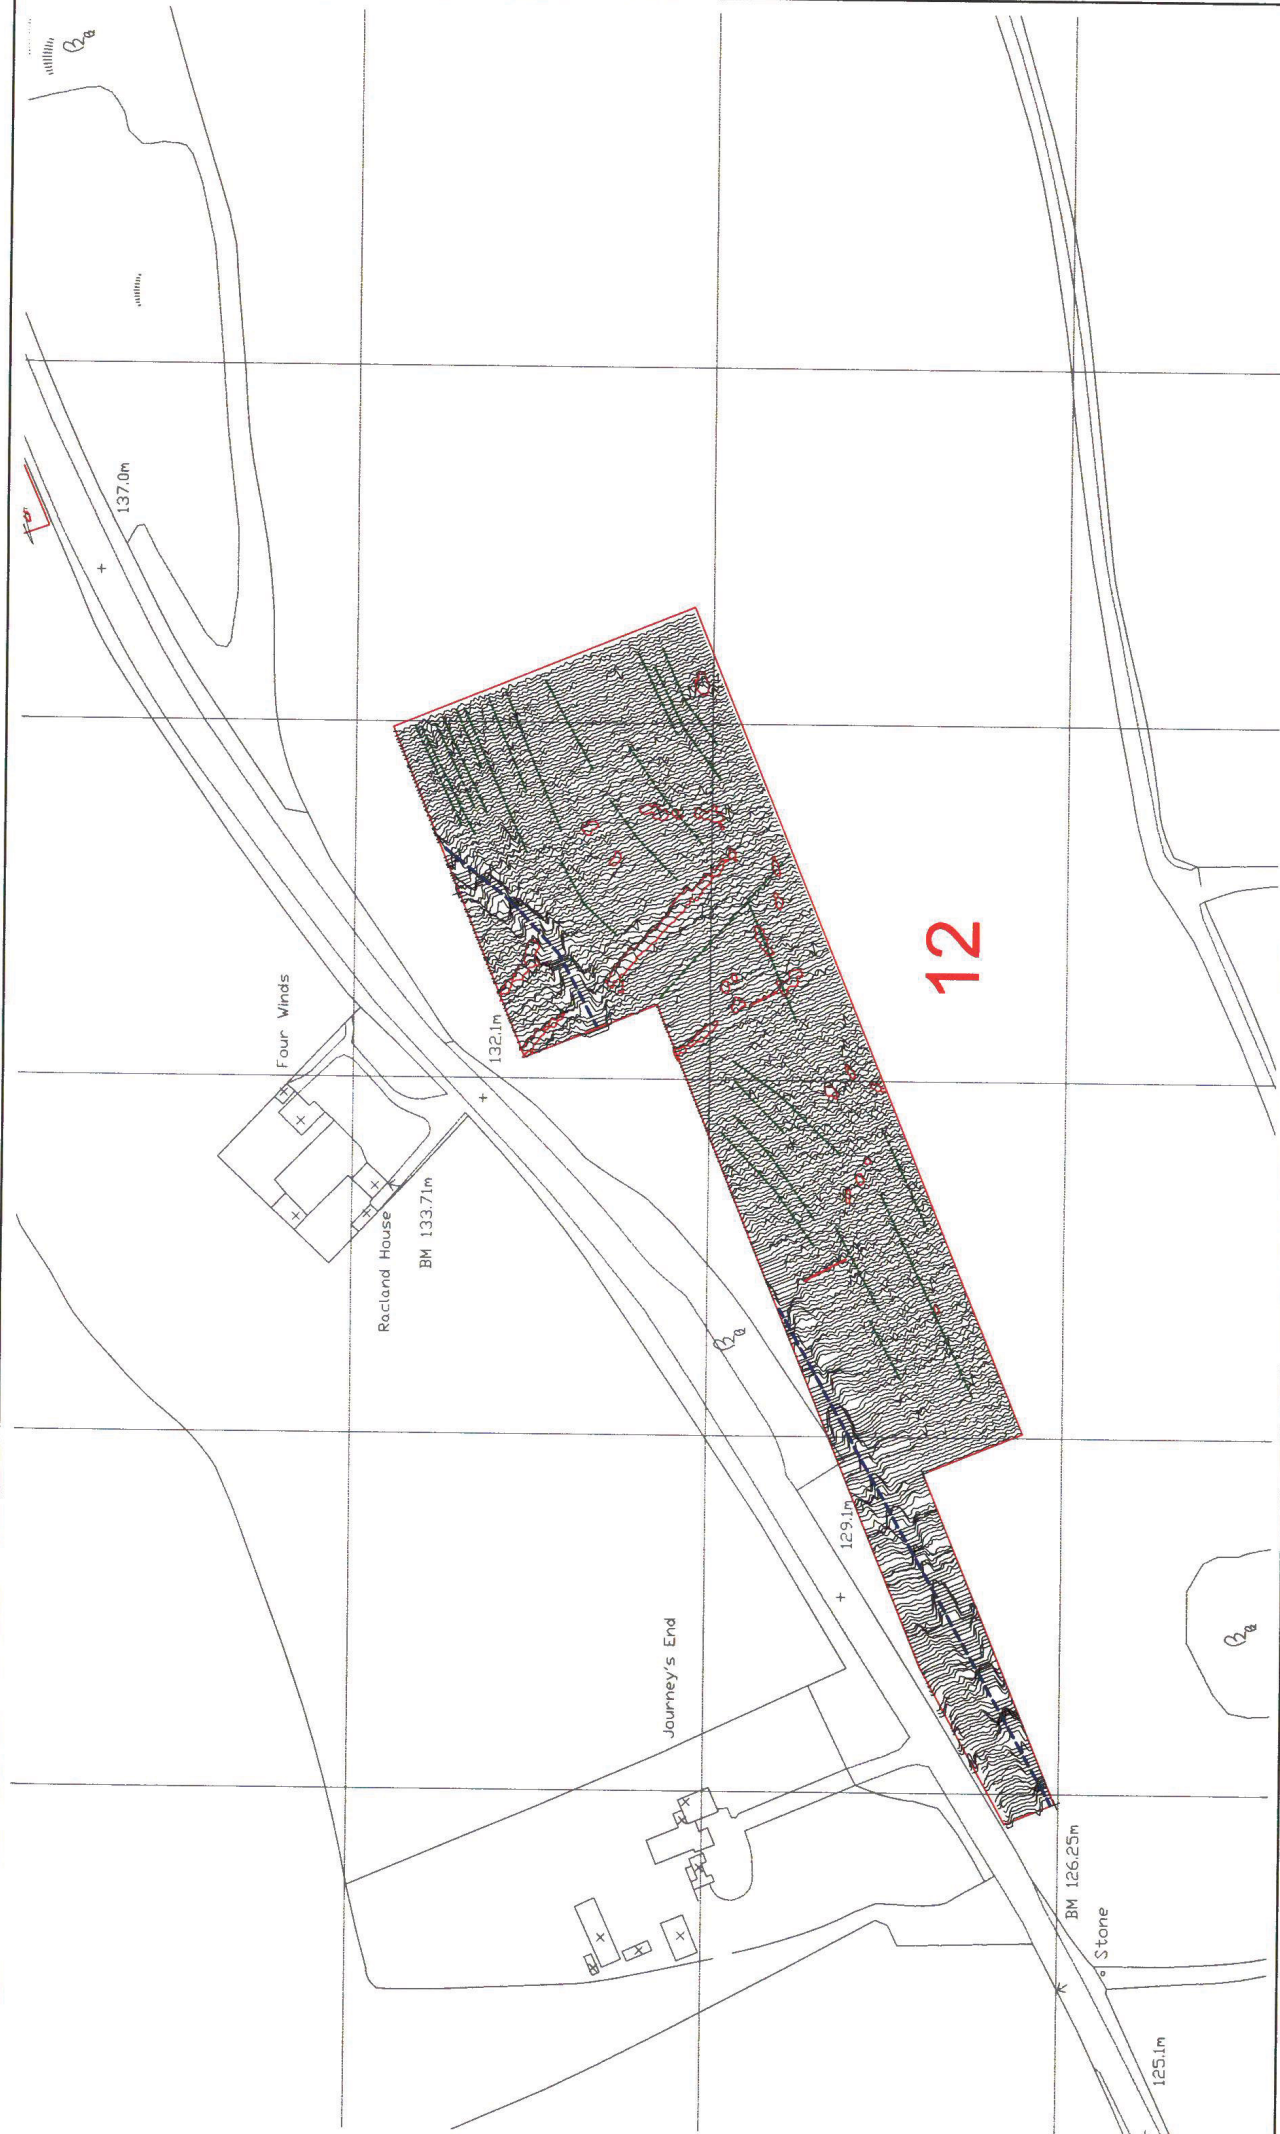 137.0m
Four Winds
132.1m
Racland House
BM 133.71m
12
129.1m
Journey's End
BM 126.25m
Stone
125.1m